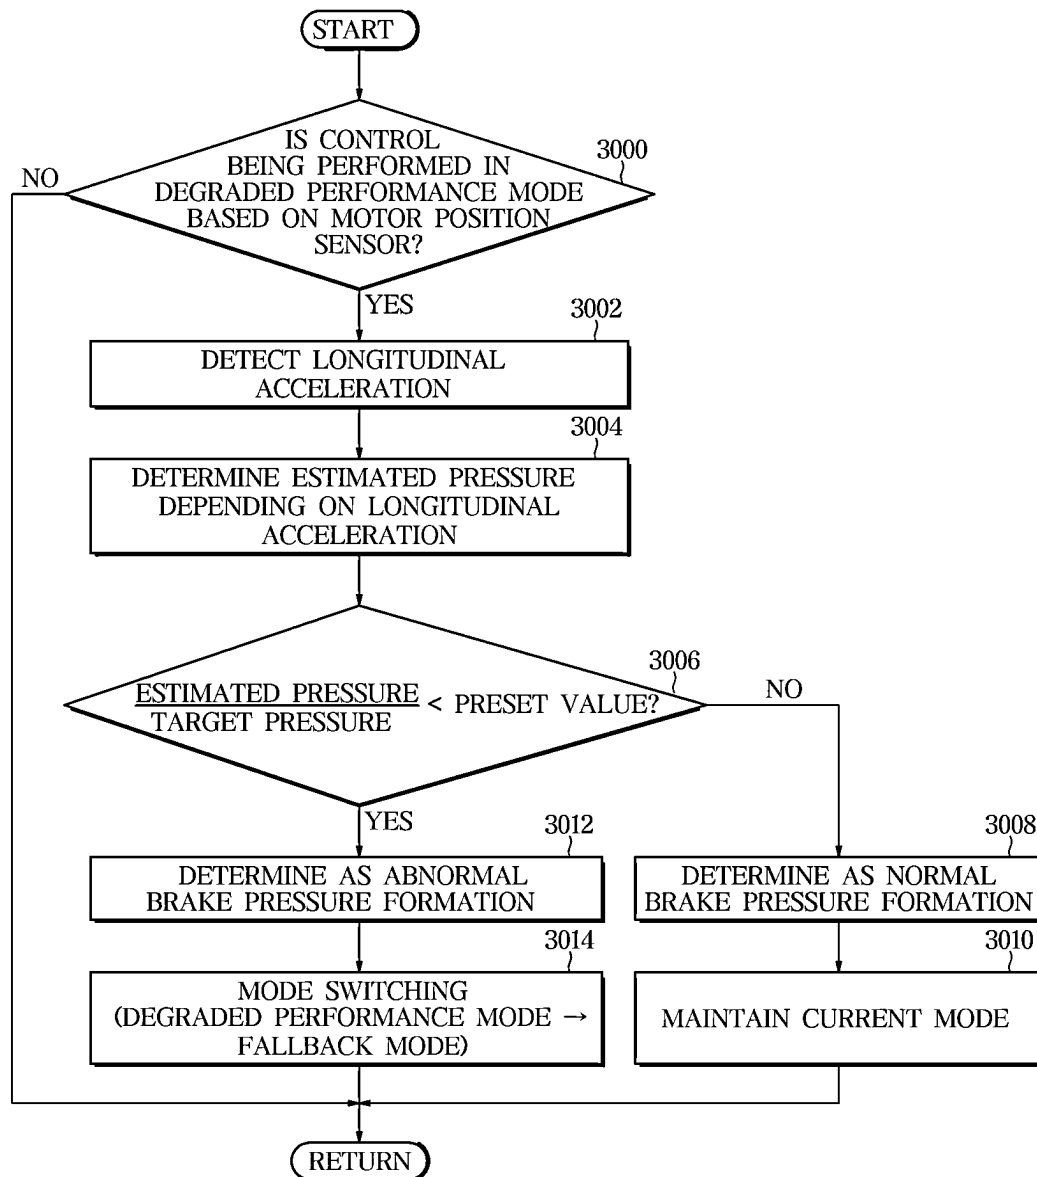 START
IS CONTROL
BEING PERFORMED IN
DEGRADED PERFORMANCE MODE
BASED ON MOTOR POSITION
SENSOR?
3000
NO
YES
3002
DETECT LONGITUDINAL
ACCELERATION
3004
DETERMINE ESTIMATED PRESSURE
DEPENDING ON LONGITUDINAL
ACCELERATION
3006
ESTIMATED PRESSURE
TARGET PRESSURE
< PRESET VALUE?
NO
YES
3012
DETERMINE AS ABNORMAL
BRAKE PRESSURE FORMATION
3008
DETERMINE AS NORMAL
BRAKE PRESSURE FORMATION
3014
MODE SWITCHING
(DEGRADED PERFORMANCE MODE →
FALLBACK MODE)
3010
MAINTAIN CURRENT MODE
RETURN